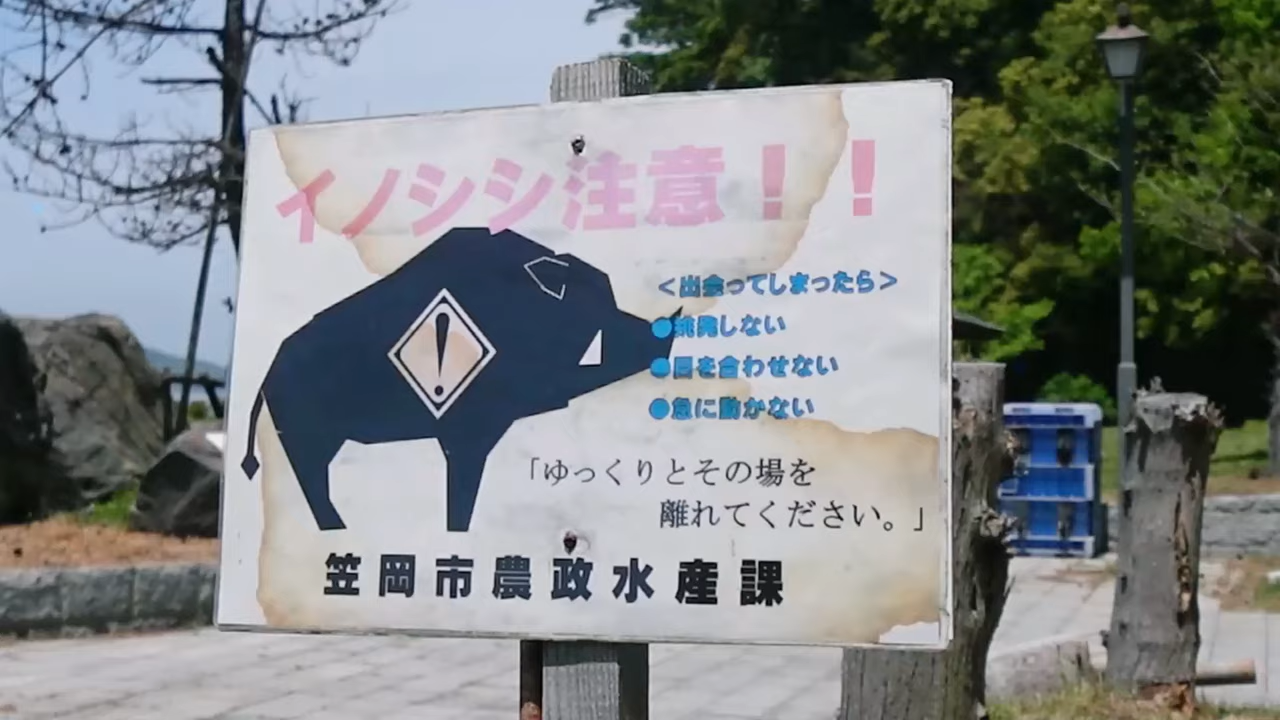 イノシシ注意！！
＜出会ってしまったら＞
●挑発しない
●目を合わせない
●急に動かない
「ゆっくりとその場を
離れてください。」
笠岡市農政水産課